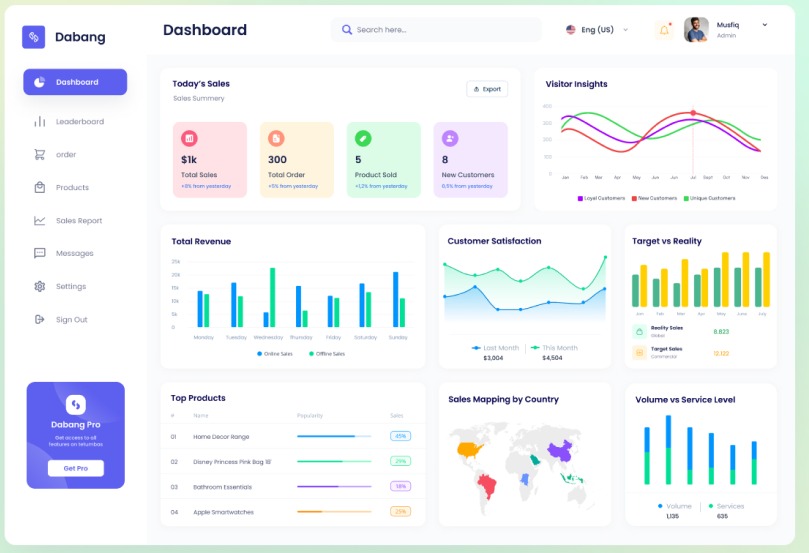 Dabang
Dashboard
Search here...
Eng (US)
Musfiq
Admin
Dashboard
Leaderboard
order
Products
Sales Report
Messages
Settings
Sign Out
Dabang Pro
Get access to all
features on tetumbas
Get Pro
Today's Sales
Sales Summery
Export
$1k
Total Sales
+8% from yesterday
300
Total Order
+5% from yesterday
5
Product Sold
+1,2% from yesterday
8
New Customers
0,5% from yesterday
Visitor Insights
400
300
200
100
0
Jan Feb Mar Apr May Jun Jul Sept Oct Nov Des
Loyal Customers New Customers Unique Customers
Total Revenue
25k
20k
15k
10k
5k
0
Monday Tuesday Wednesday Thursday Friday Saturday Sunday
Online Sales Offline Sales
Customer Satisfaction
Last Month This Month
$3,004 $4,504
Target vs Reality
Jan Feb Mar Apr May June July
Reality Sales
Global
8.823
Target Sales
Commercial
12.122
Top Products
# Name Popularity Sales
01 Home Decor Range 45%
02 Disney Princess Pink Bag 18' 29%
03 Bathroom Essentials 18%
04 Apple Smartwatches 25%
Sales Mapping by Country
Volume vs Service Level
Volume Services
1,135 635